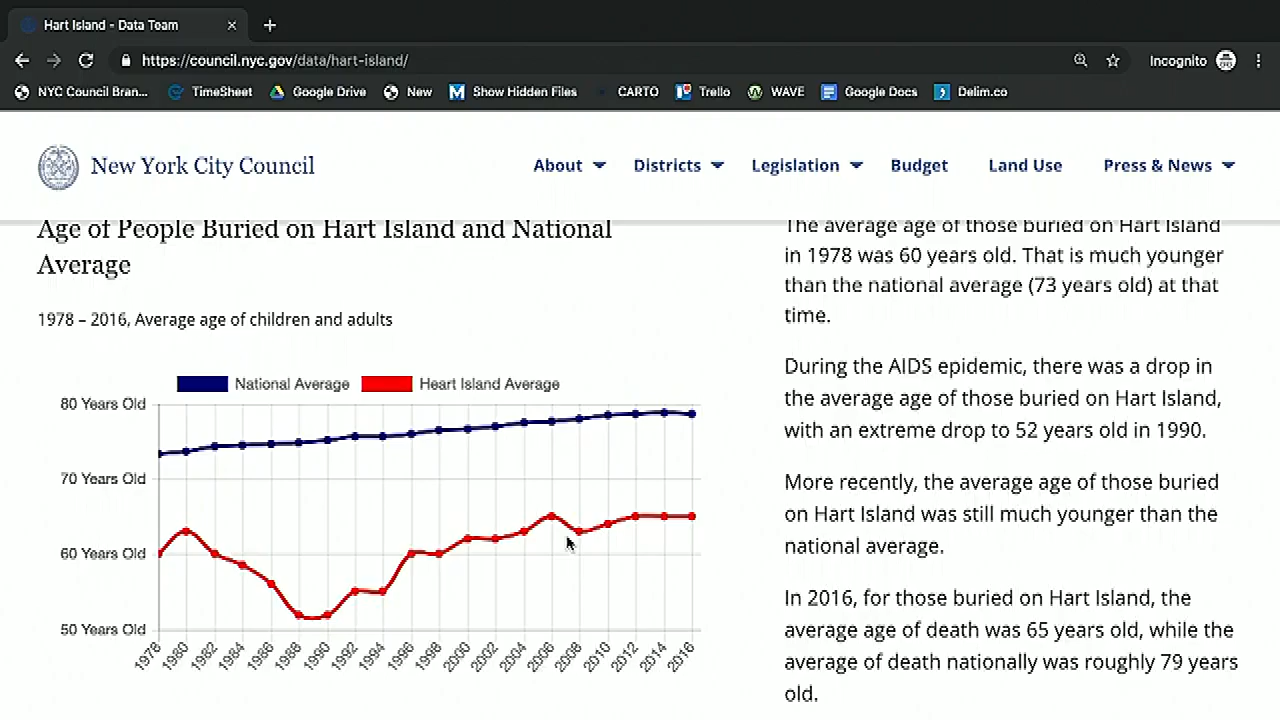 Hart Island - Data Team
https://council.nyc.gov/data/hart-island/
Incognito
NYC Council Bran...
TimeSheet
Google Drive
New
Show Hidden Files
CARTO
Trello
WAVE
Google Docs
Delim.co
New York City Council
About
Districts
Legislation
Budget
Land Use
Press & News
Age of People Buried on Hart Island and National
Average
1978 – 2016, Average age of children and adults
National Average
Heart Island Average
80 Years Old
70 Years Old
60 Years Old
50 Years Old
1978
1980
1982
1984
1986
1988
1990
1992
1994
1996
1998
2000
2002
2004
2006
2008
2010
2012
2014
2016
The average age of those buried on Hart Island
in 1978 was 60 years old. That is much younger
than the national average (73 years old) at that
time.
During the AIDS epidemic, there was a drop in
the average age of those buried on Hart Island,
with an extreme drop to 52 years old in 1990.
More recently, the average age of those buried
on Hart Island was still much younger than the
national average.
In 2016, for those buried on Hart Island, the
average age of death was 65 years old, while the
average of death nationally was roughly 79 years
old.